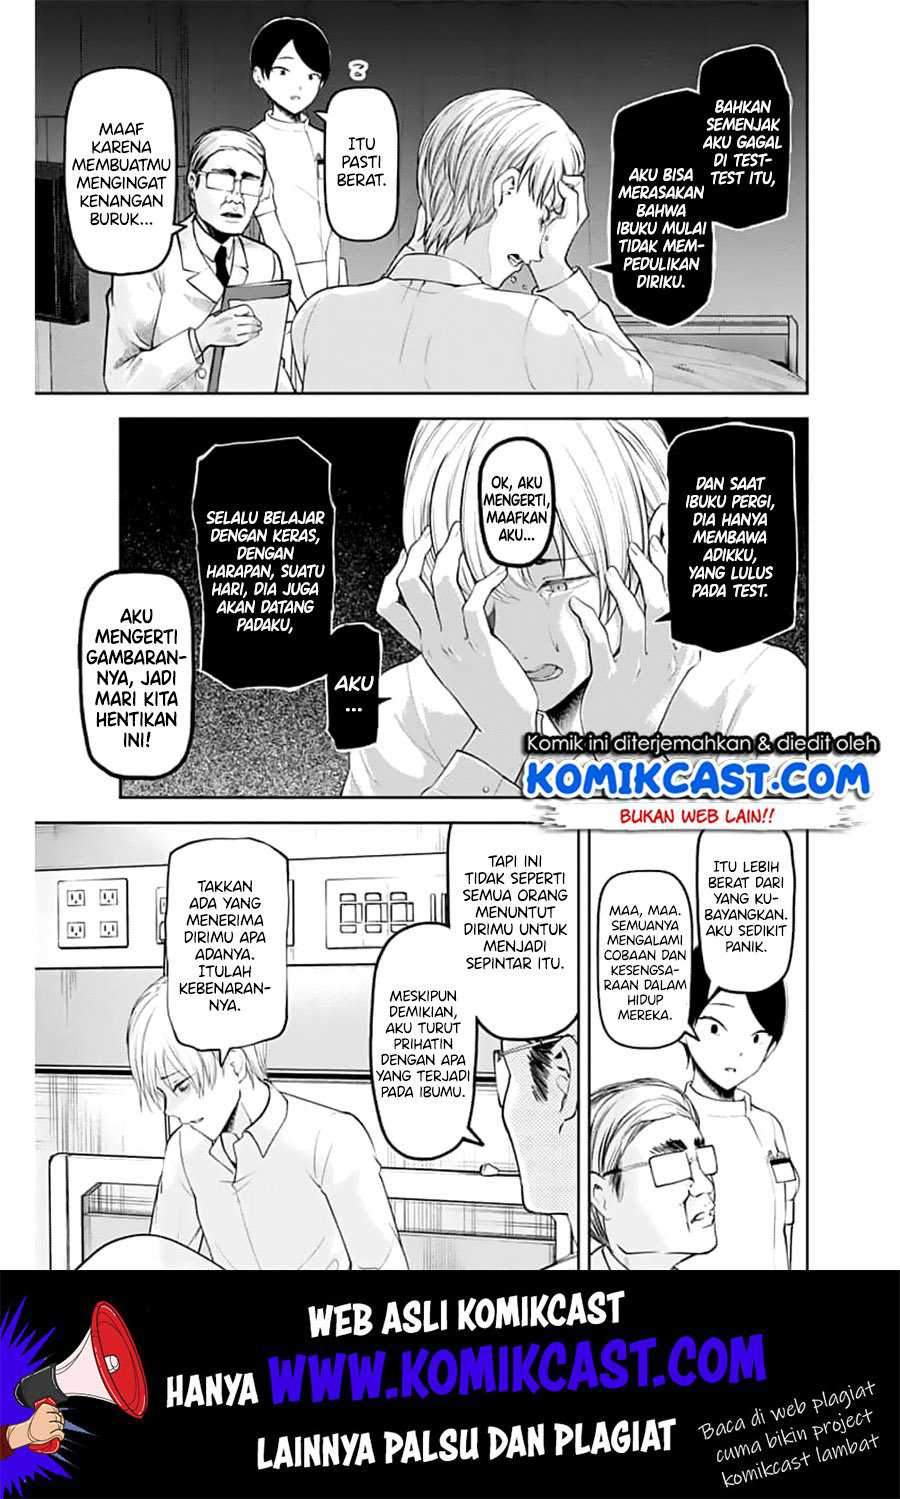 BAHKAN
SEMENJAK
AKU GAGAL
DI TEST-
TEST ITU,
AKU BISA
MERASAKAN
BAHWA
IBUKU MULAI
TIDAK MEM-
PEDULIKAN
DIRIKU.
ITU
PASTI
BERAT.
MAAF
KARENA
MEMBUATMU
MENGINGAT
KENANGAN
BURUK...
DAN SAAT
IBUKU PERGI,
DIA HANYA
MEMBAWA
ADIKKU,
YANG LULUS
PADA TEST.
OK, AKU
MENGERTI,
MAAFKAN
AKU...
AKU
...
SELALU BELAJAR
DENGAN KERAS,
DENGAN
HARAPAN, SUATU
HARI, DIA JUGA
AKAN DATANG
PADAKU,
AKU
MENGERTI
GAMBARAN-
NYA, JADI
MARI KITA
HENTIKAN
INI!
Komik ini diterjemahkan & diedit oleh
KOMIKCAST.COM
BUKAN WEB LAIN!!
ITU LEBIH
BERAT DARI
YANG KU-
BAYANGKAN.
AKU SEDIKIT
PANIK.
MAA, MAA.
SEMUANYA
MENGALAMI
COBAAN DAN
KESENGSA-
RAAN DALAM
HIDUP
MEREKA.
TAPI INI
TIDAK SEPERTI
SEMUA ORANG
MENUNTUT
DIRIMU UNTUK
MENJADI
SEPINTAR ITU.
MESKIPUN
DEMIKIAN,
AKU TURUT
PRIHATIN
DENGAN APA
YANG TERJADI
PADA IBUMU.
TAKKAN
ADA YANG
MENERIMA
DIRIMU APA
ADANYA.
ITULAH
KEBENARAN-
NYA.
WEB ASLI KOMIKCAST
HANYA WWW.KOMIKCAST.COM
LAINNYA PALSU DAN PLAGIAT
Baca di web plagiat
cuma bikin project
komikcast lambat